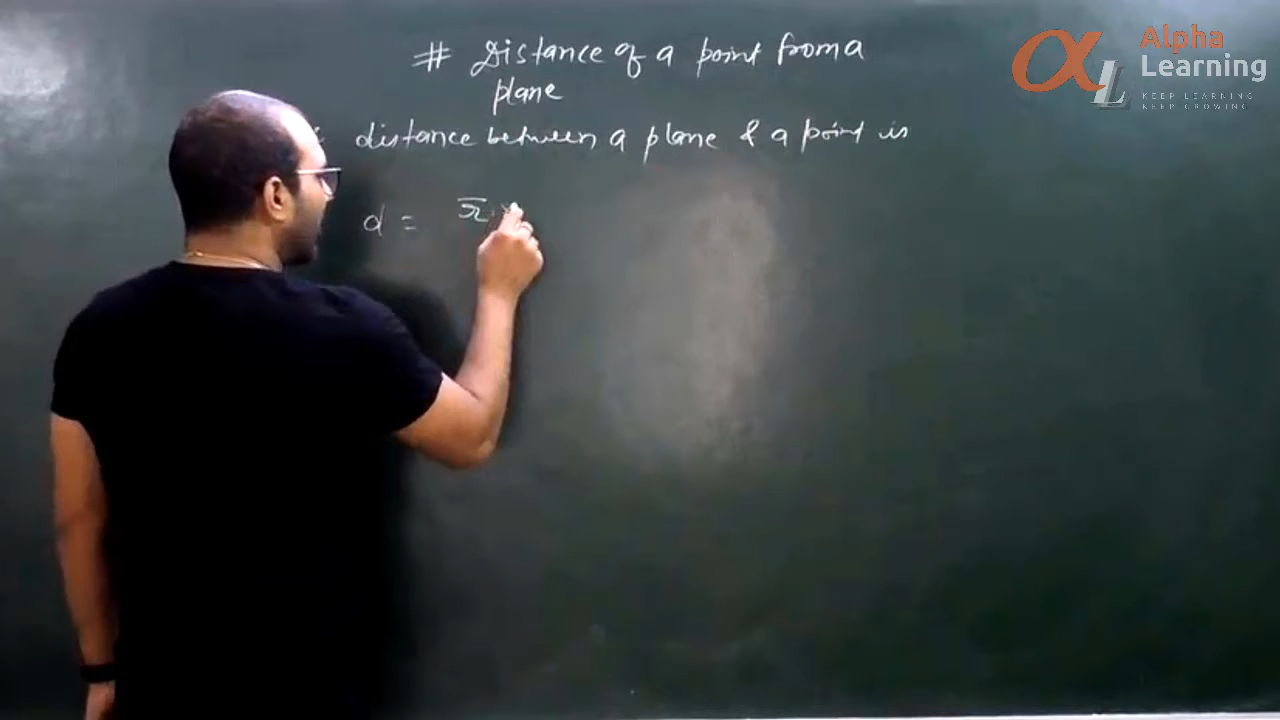 # Distance of a point from a
plane
distance between a plane & a point is
d = r̅
Alpha
Learning
KEEP LEARNING
KEEP GROWING